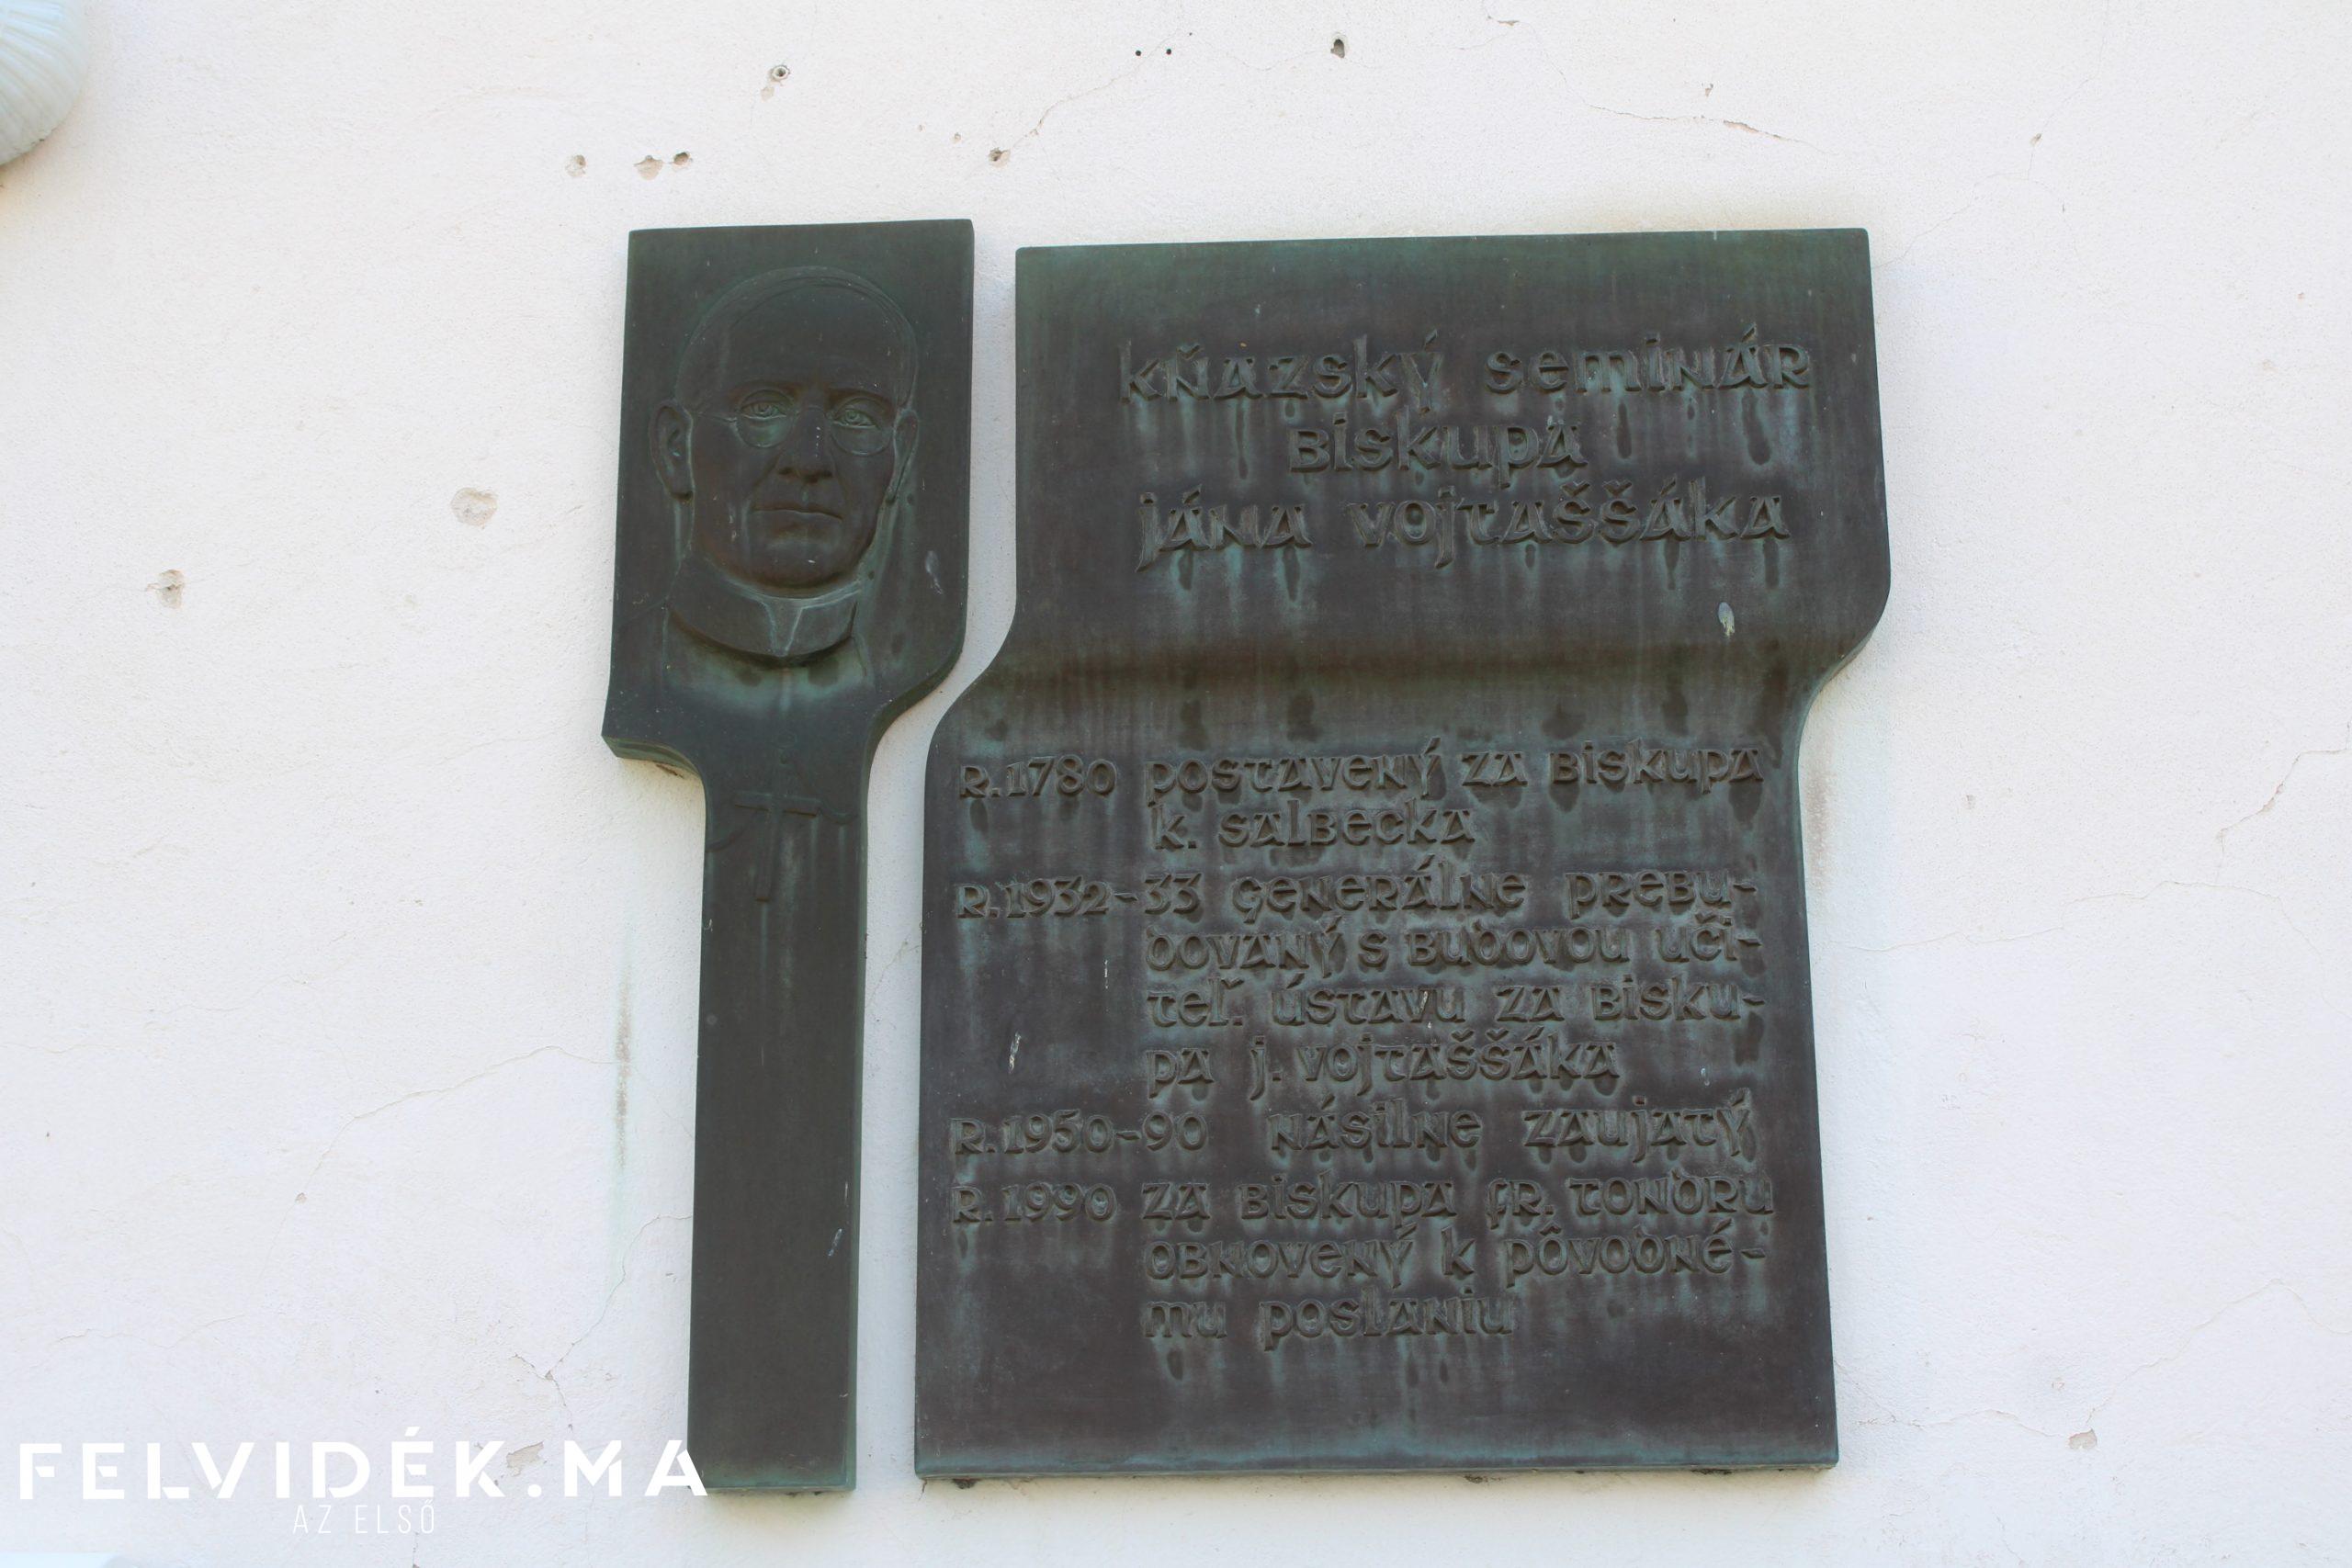 kňazský seminár
biskupa
jána vojtaššáka
R.1780 postavený za biskupa
k. salbecka
R.1932-33 generálne prebu-
dovaný s budovou uči-
teľ. ústavu za bisku-
pa j. vojtaššáka
R.1950-90 násilne zaujatý
R.1990 za biskupa fr. tondru
obnovený k pôvodné-
mu poslaniu
FELVIDÉK.MA
AZ ELSŐ